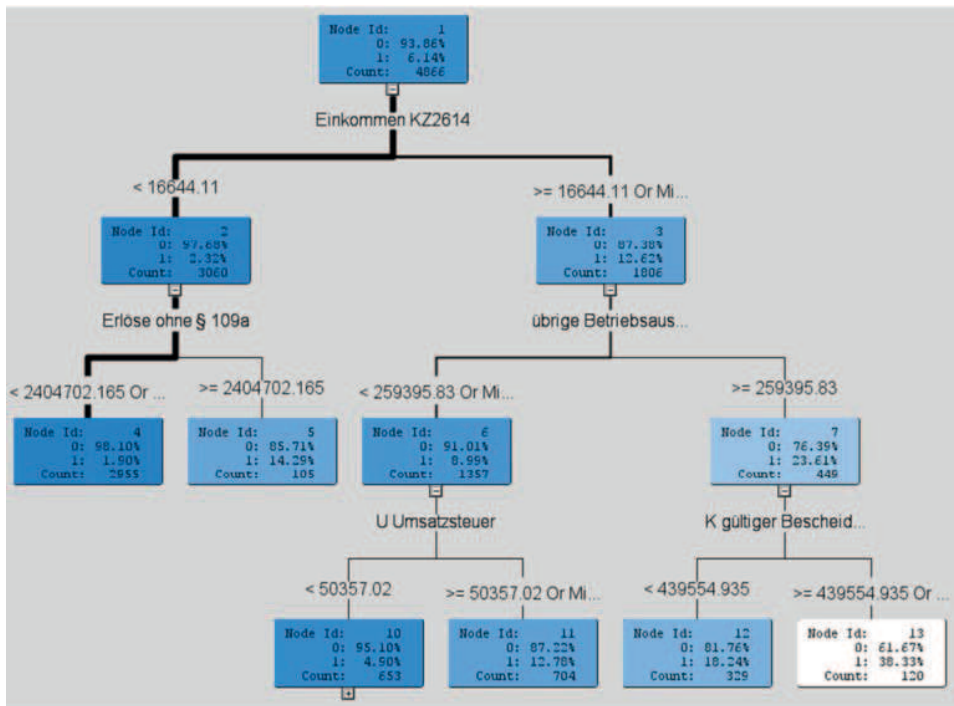 Node Id: 1
0: 93.86%
1: 6.14%
Count: 4866
Einkommen KZ2614
< 16644.11
>= 16644.11 Or Mi...
Node Id: 2
0: 97.68%
1: 2.32%
Count: 3060
Node Id: 3
0: 87.38%
1: 12.62%
Count: 1806
Erlöse ohne § 109a
übrige Betriebsaus...
< 2404702.165 Or ...
>= 2404702.165
< 259395.83 Or Mi...
>= 259395.83
Node Id: 4
0: 98.10%
1: 1.90%
Count: 2955
Node Id: 5
0: 85.71%
1: 14.29%
Count: 105
Node Id: 6
0: 91.01%
1: 8.99%
Count: 1357
Node Id: 7
0: 76.39%
1: 23.61%
Count: 449
U Umsatzsteuer
K gültiger Bescheid...
< 50357.02
>= 50357.02 Or Mi...
< 439554.935
>= 439554.935 Or ...
Node Id: 10
0: 95.10%
1: 4.90%
Count: 653
Node Id: 11
0: 87.22%
1: 12.78%
Count: 704
Node Id: 12
0: 81.76%
1: 18.24%
Count: 329
Node Id: 13
0: 61.67%
1: 38.33%
Count: 120